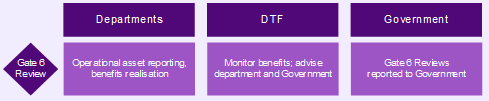 Departments
DTF
Government
Gate 6
Review
Operational asset reporting,
benefits realisation
Monitor benefits; advise
department and Government
Gate 6 Reviews
reported to Government